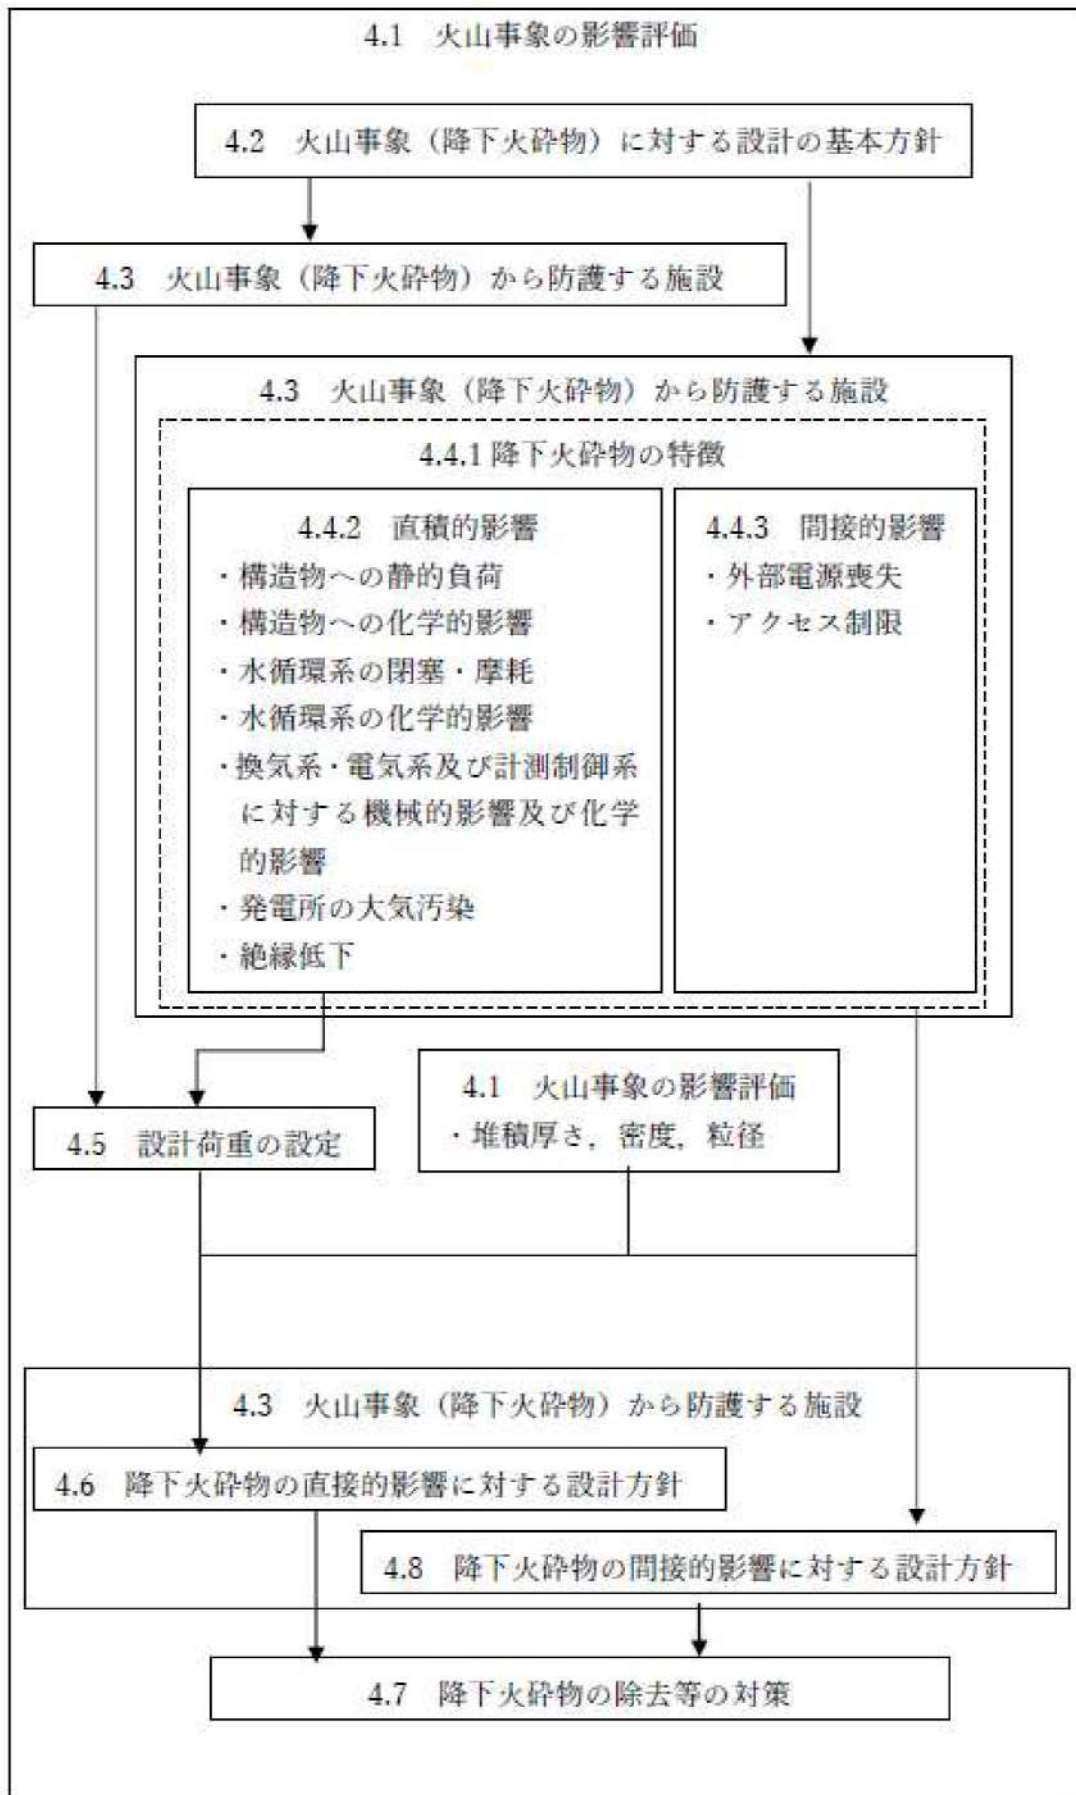 4.1 火山事象の影響評価
4.2 火山事象（降下火砕物）に対する設計の基本方針
4.3 火山事象（降下火砕物）から防護する施設
4.3 火山事象（降下火砕物）から防護する施設
4.4.1 降下火砕物の特徴
4.4.2 直積的影響
・構造物への静的負荷
・構造物への化学的影響
・水循環系の閉塞・摩耗
・水循環系の化学的影響
・換気系・電気系及び計測制御系
に対する機械的影響及び化学
的影響
・発電所の大気汚染
・絶縁低下
4.4.3 間接的影響
・外部電源喪失
・アクセス制限
4.1 火山事象の影響評価
・堆積厚さ，密度，粒径
4.5 設計荷重の設定
4.3 火山事象（降下火砕物）から防護する施設
4.6 降下火砕物の直接的影響に対する設計方針
4.8 降下火砕物の間接的影響に対する設計方針
4.7 降下火砕物の除去等の対策